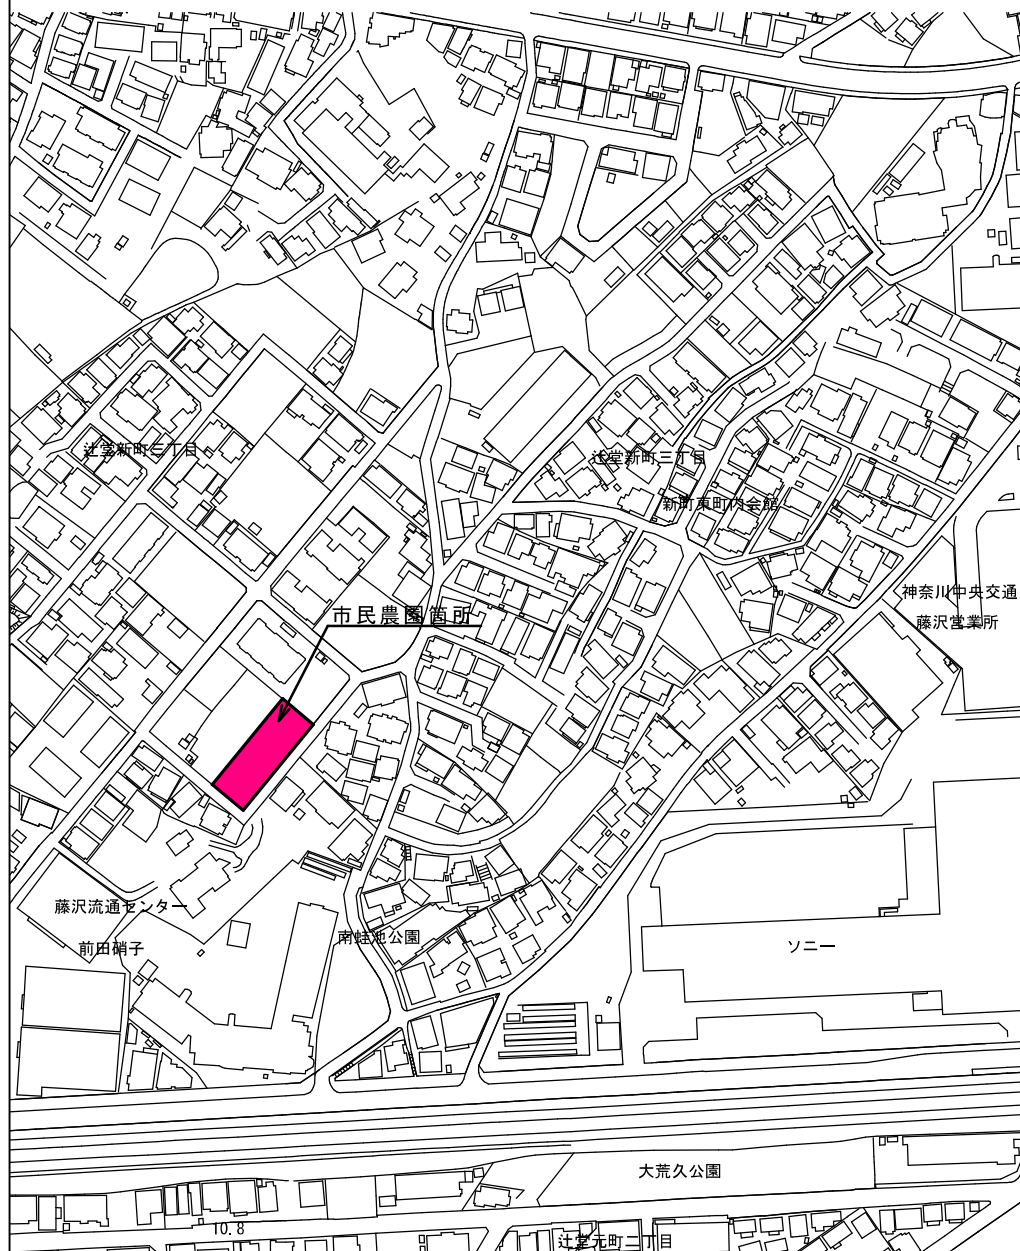 辻堂新町三丁目
辻堂新町三丁目
新町東町内会館
神奈川中央交通
藤沢営業所
市民農園箇所
藤沢流通センター
前田硝子
南蛙池公園
ソニー
大荒久公園
10.8
辻堂元町二丁目